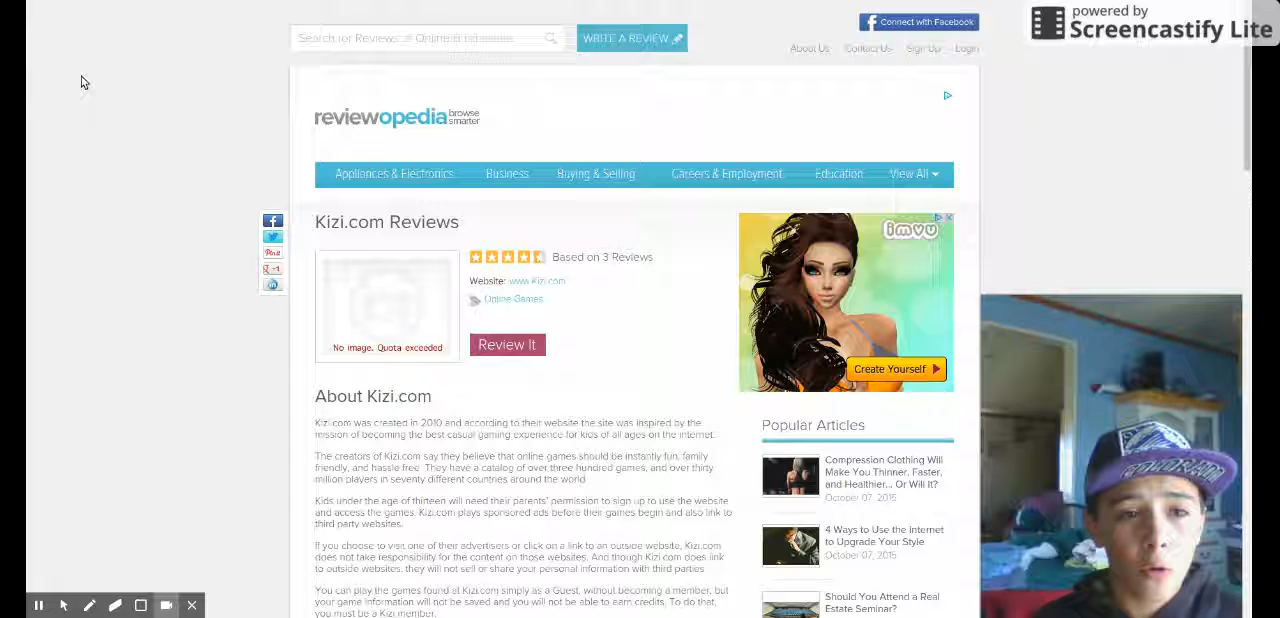 powered by
Screencastify Lite
Connect with Facebook
Search for Reviews
WRITE A REVIEW
About Us Contact Us Sign Up Login
reviewopedia browse smarter
Appliances & Electronics Business Buying & Selling Careers & Employment Education View All
Kizi.com Reviews
Based on 3 Reviews
Website: www.Kizi.com
Online Games
No image. Quota exceeded
Review It
imvu
Create Yourself
Pin it
g +1
in
About Kizi.com
Kizi.com was created in 2010 and according to their website the site was inspired by the
mission of becoming the best casual gaming experience for kids of all ages on the internet.
The creators of Kizi.com say they believe that online games should be instantly fun, family
friendly, and hassle free. They have a catalog of over three hundred games, and over thirty
million players in seventy different countries around the world
Kids under the age of thirteen will need their parents' permission to sign up to use the website
and access the games. Kizi.com plays sponsored ads before their games begin and also link to
third party websites.
If you choose to visit one of their advertisers or click on a link to an outside website, Kizi.com
does not take responsibility for the content on those websites. And though Kizi.com does link
to outside websites, they will not sell or share your personal information with third parties
You can play the games found at Kizi.com simply as a Guest, without becoming a member, but
your game information will not be saved and you will not be able to earn credits. To do that,
you must be a Kizi member.
Popular Articles
Compression Clothing Will
Make You Thinner, Faster,
and Healthier... Or Will It?
October 07, 2015
4 Ways to Use the Internet
to Upgrade Your Style
October 07, 2015
Should You Attend a Real
Estate Seminar?